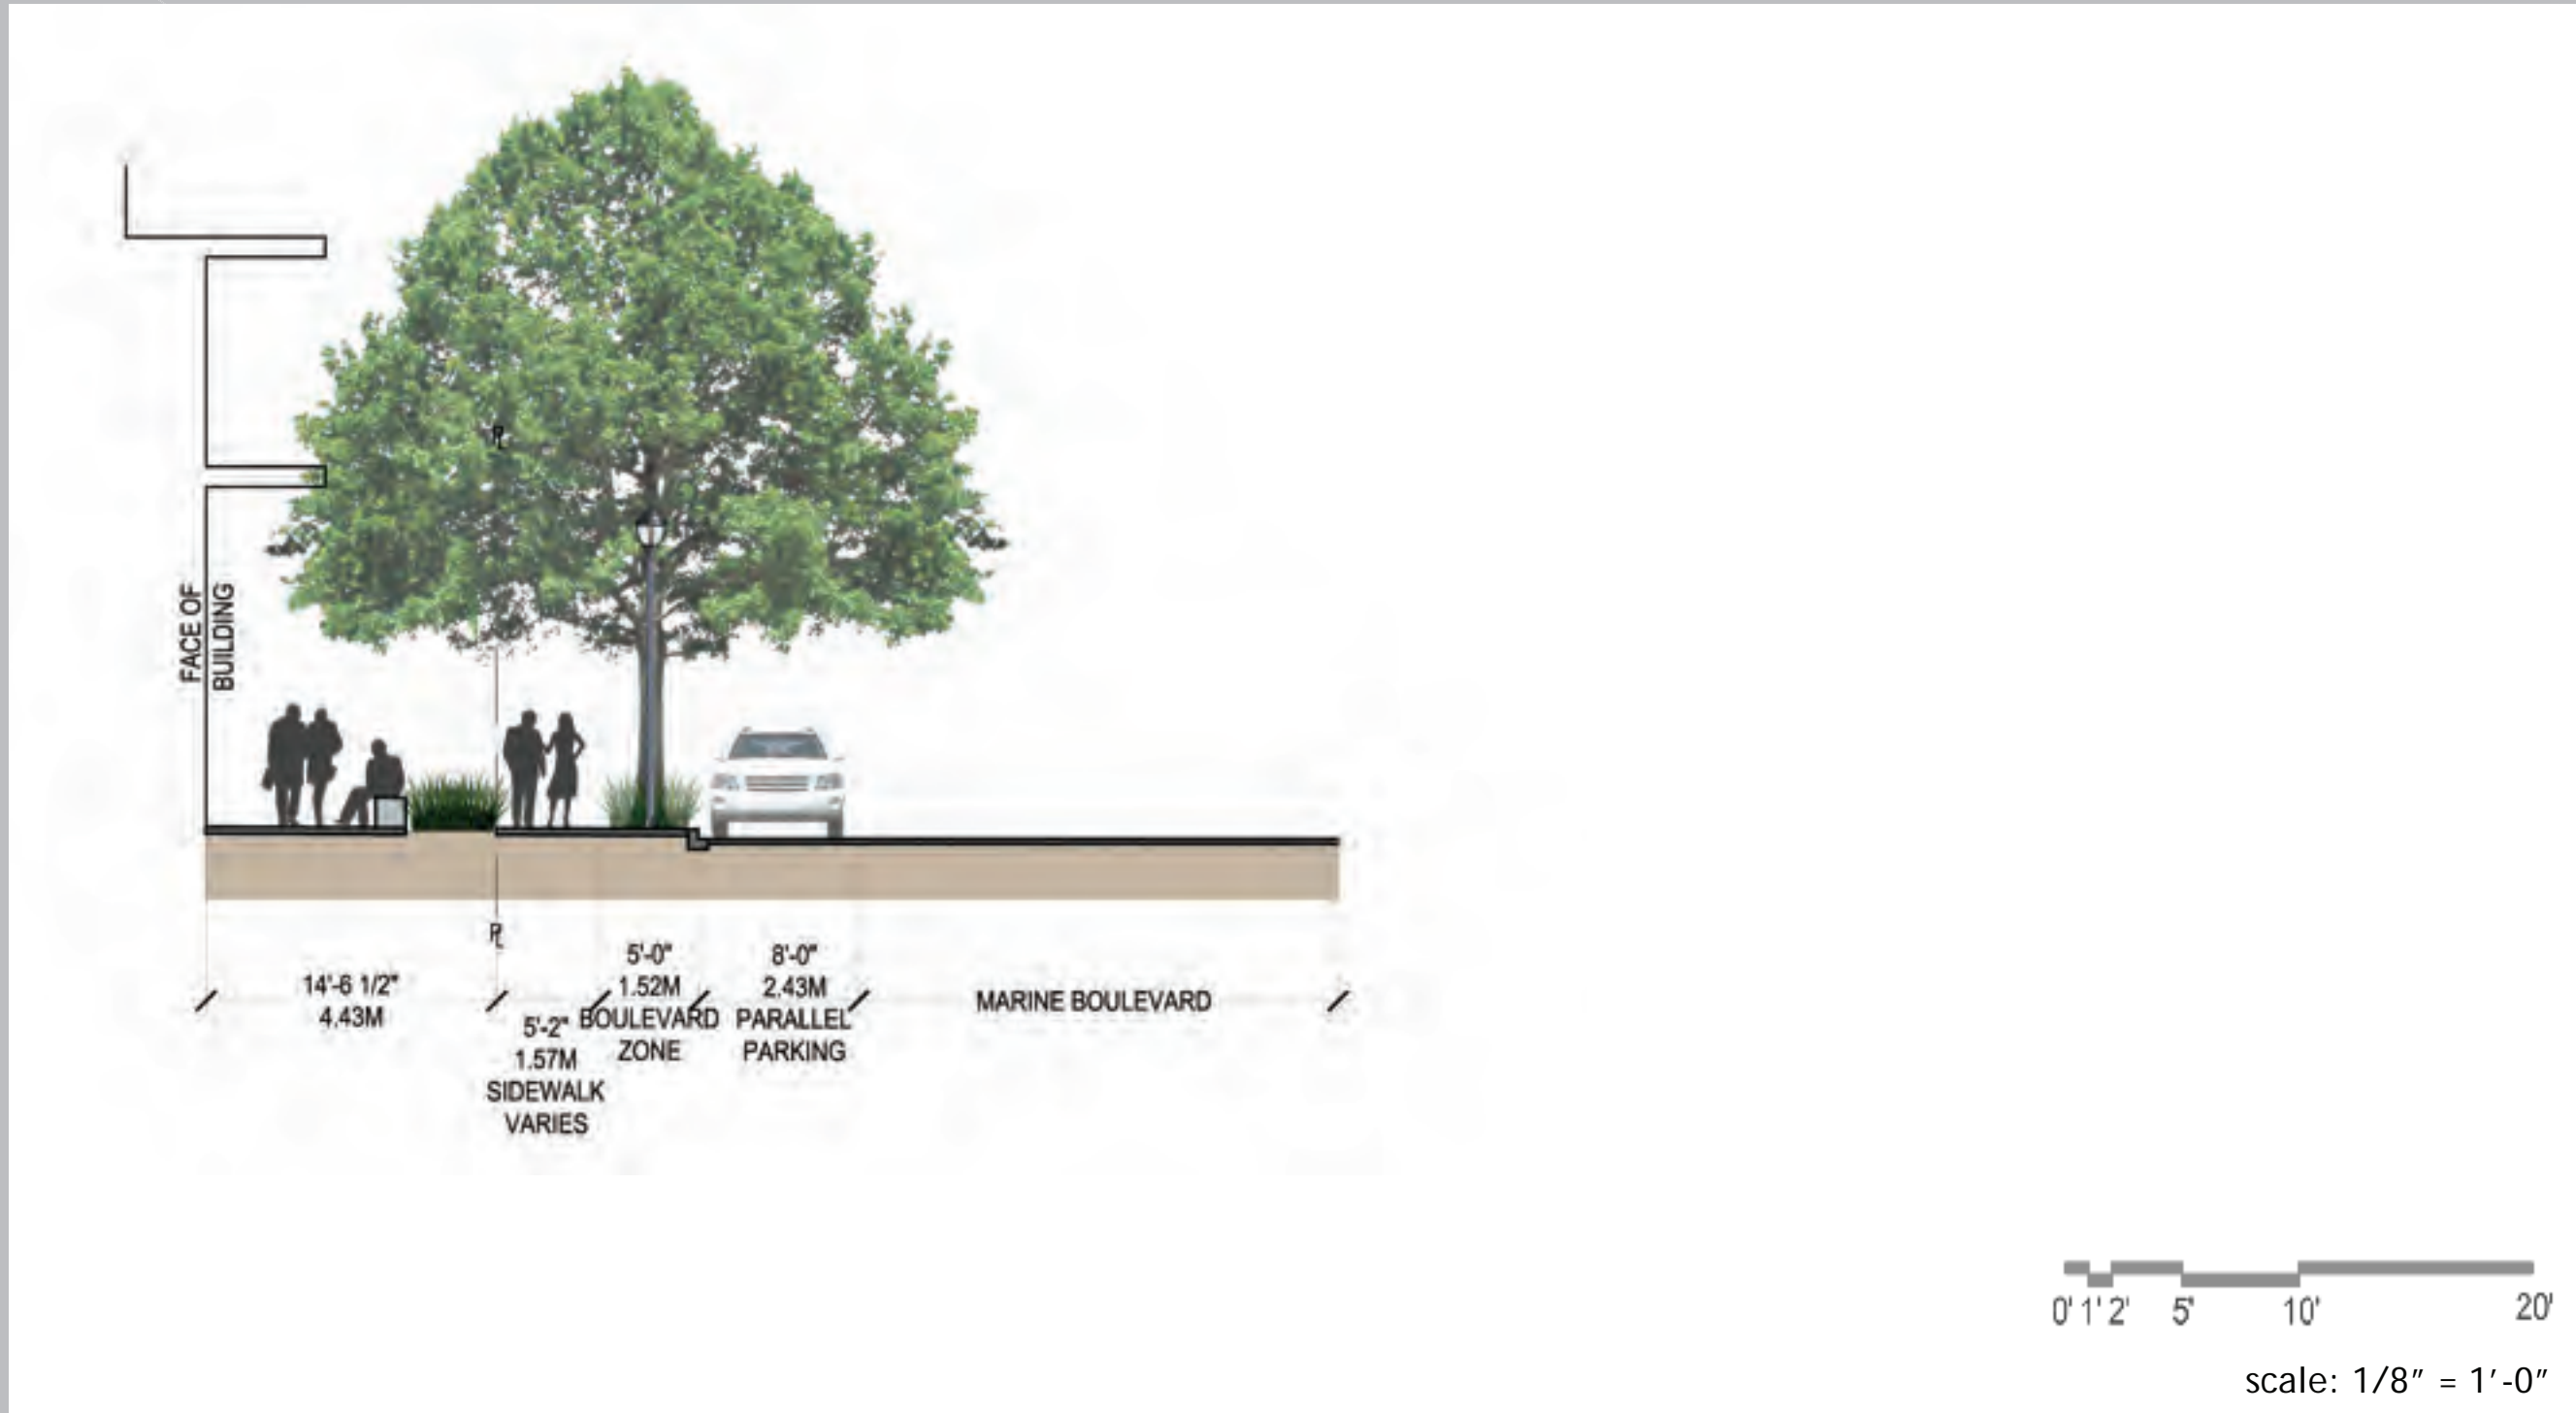 PL
FACE OF
BUILDING
PL
14'-6 1/2"
4.43M
5'-2"
1.57M
SIDEWALK
VARIES
5'-0"
1.52M
BOULEVARD
ZONE
8'-0"
2.43M
PARALLEL
PARKING
MARINE BOULEVARD
0' 1' 2' 5' 10' 20'
scale: 1/8" = 1'-0"